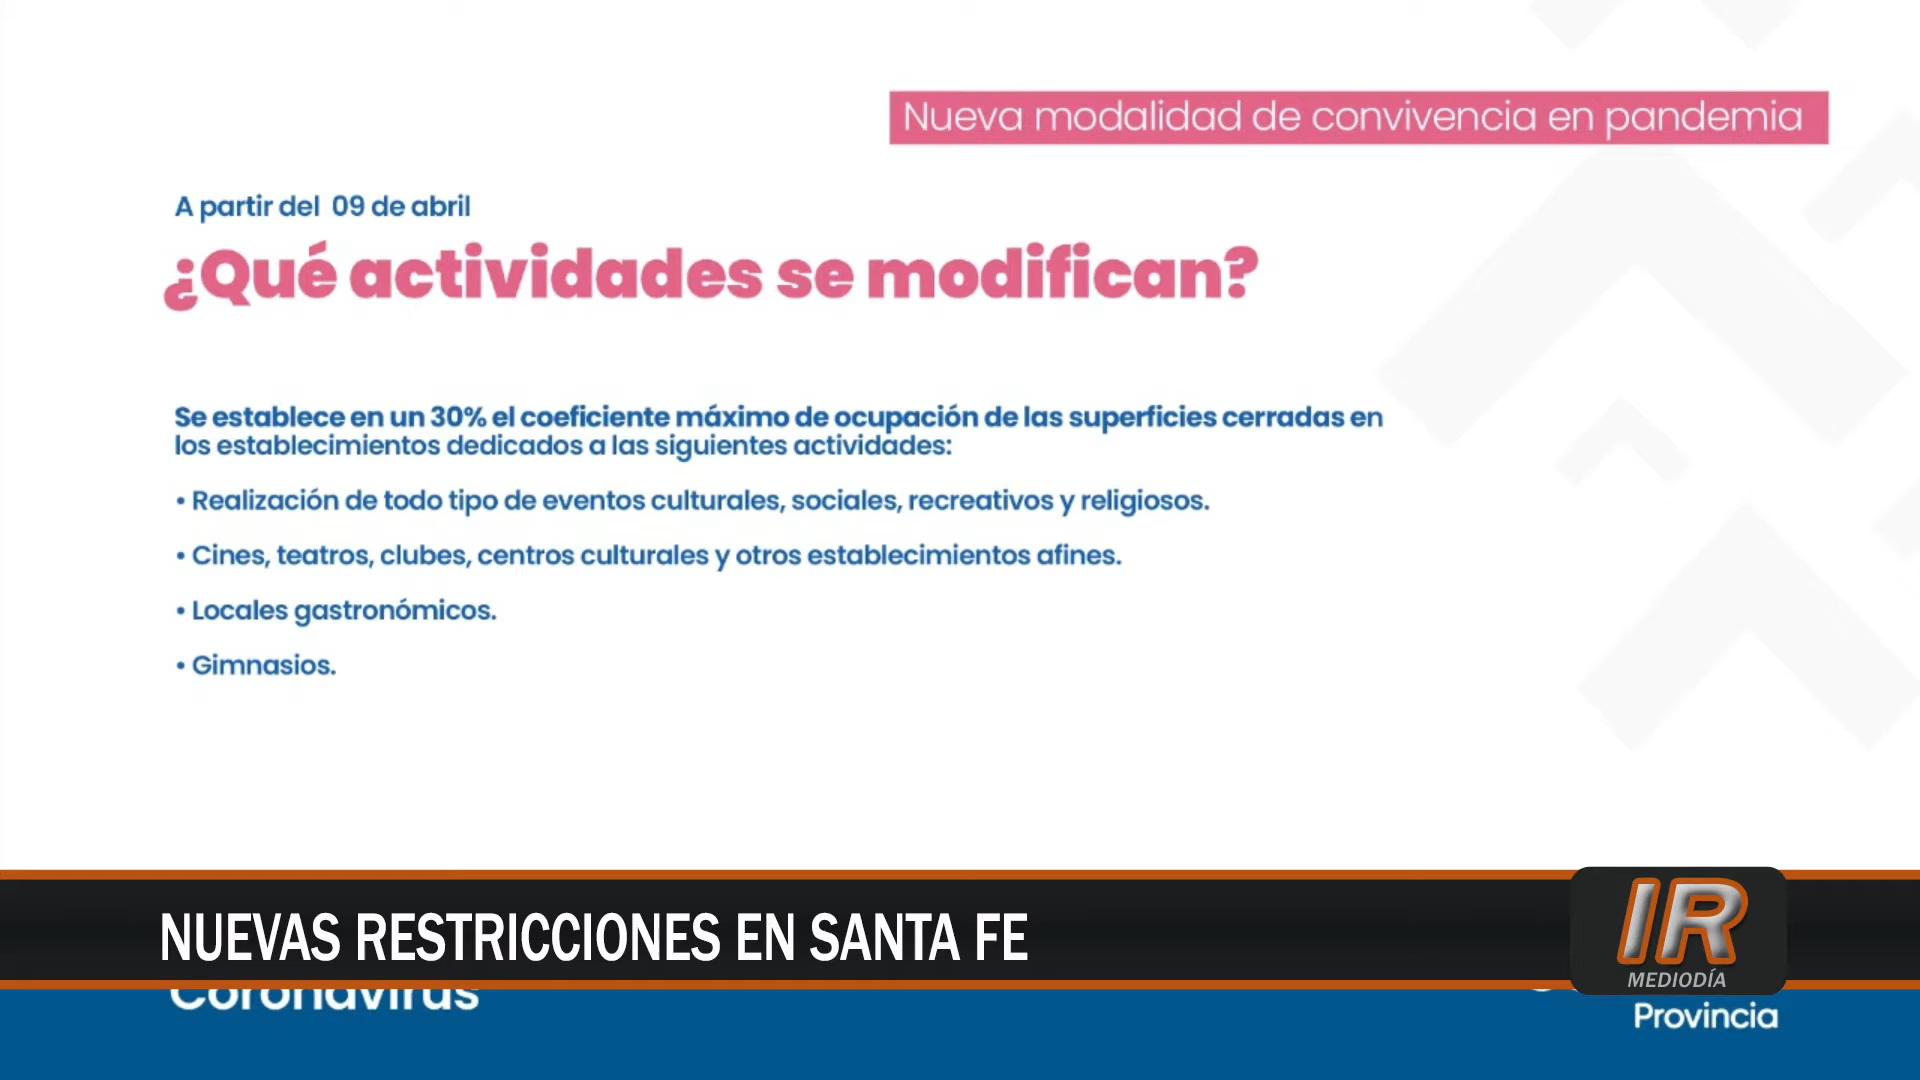 Nueva modalidad de convivencia en pandemia
A partir del 09 de abril
¿Qué actividades se modifican?
Se establece en un 30% el coeficiente máximo de ocupación de las superficies cerradas en
los establecimientos dedicados a las siguientes actividades:
• Realización de todo tipo de eventos culturales, sociales, recreativos y religiosos.
• Cines, teatros, clubes, centros culturales y otros establecimientos afines.
• Locales gastronómicos.
• Gimnasios.
NUEVAS RESTRICCIONES EN SANTA FE
IR
MEDIODÍA
Coronavirus
Provincia